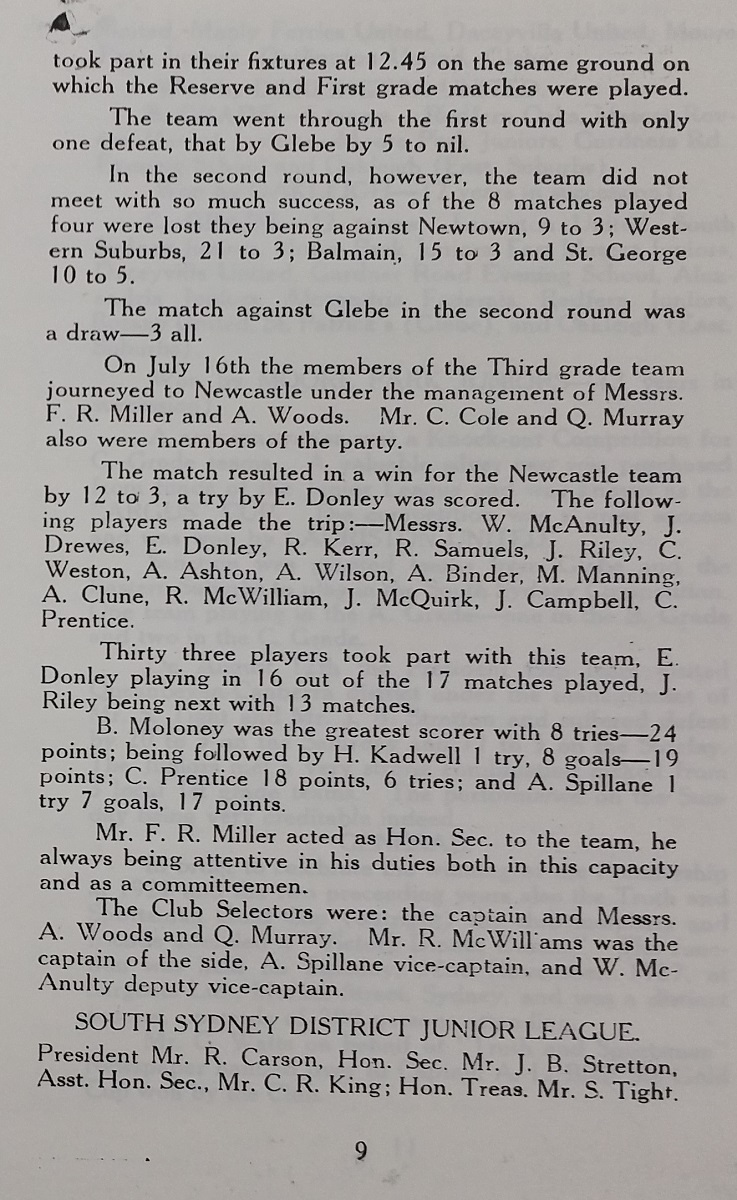 took part in their fixtures at 12.45 on the same ground on
which the Reserve and First grade matches were played.
The team went through the first round with only
one defeat, that by Glebe by 5 to nil.
In the second round, however, the team did not
meet with so much success, as of the 8 matches played
four were lost they being against Newtown, 9 to 3; West-
ern Suburbs, 21 to 3; Balmain, 15 to 3 and St. George
10 to 5.
The match against Glebe in the second round was
a draw—3 all.
On July 16th the members of the Third grade team
journeyed to Newcastle under the management of Messrs.
F. R. Miller and A. Woods. Mr. C. Cole and Q. Murray
also were members of the party.
The match resulted in a win for the Newcastle team
by 12 to 3, a try by E. Donley was scored. The follow-
ing players made the trip:—Messrs. W. McAnulty, J.
Drewes, E. Donley, R. Kerr, R. Samuels, J. Riley, C.
Weston, A. Ashton, A. Wilson, A. Binder, M. Manning,
A. Clune, R. McWilliam, J. McQuirk, J. Campbell, C.
Prentice.
Thirty three players took part with this team, E.
Donley playing in 16 out of the 17 matches played, J.
Riley being next with 13 matches.
B. Moloney was the greatest scorer with 8 tries—24
points; being followed by H. Kadwell 1 try, 8 goals—19
points; C. Prentice 18 points, 6 tries; and A. Spillane 1
try 7 goals, 17 points.
Mr. F. R. Miller acted as Hon. Sec. to the team, he
always being attentive in his duties both in this capacity
and as a committeemen.
The Club Selectors were: the captain and Messrs.
A. Woods and Q. Murray. Mr. R. McWill'ams was the
captain of the side, A. Spillane vice-captain, and W. Mc-
Anulty deputy vice-captain.
SOUTH SYDNEY DISTRICT JUNIOR LEAGUE.
President Mr. R. Carson, Hon. Sec. Mr. J. B. Stretton,
Asst. Hon. Sec., Mr. C. R. King; Hon. Treas. Mr. S. Tight.
9